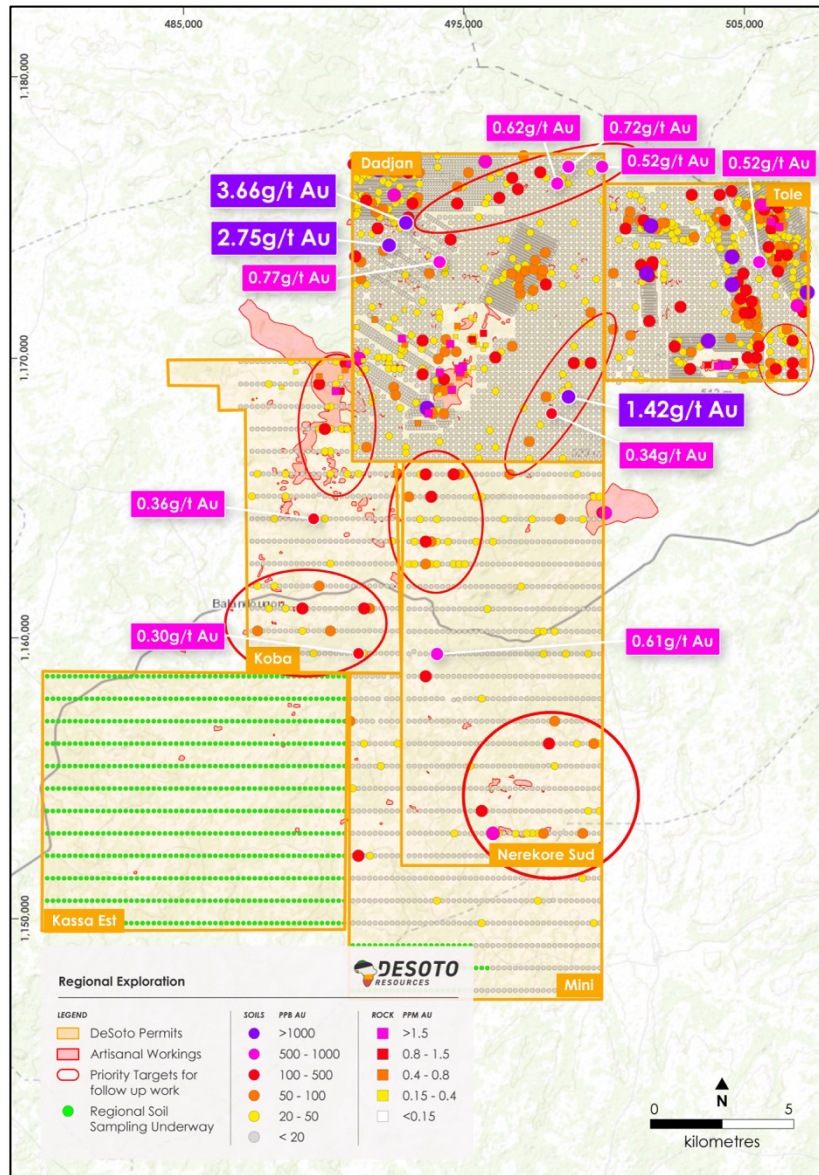 485,000
495,000
505,000
1,180,000
1,170,000
1,160,000
1,150,000
0.62g/t Au
0.72g/t Au
Dadjan
0.52g/t Au
0.52g/t Au
3.66g/t Au
Tole
2.75g/t Au
0.77g/t Au
1.42g/t Au
0.34g/t Au
0.36g/t Au
0.30g/t Au
0.61g/t Au
Koba
Nerekore Sud
Kassa Est
Mini
Regional Exploration
DESOTO
RESOURCES
LEGEND
DeSoto Permits
Artisanal Workings
Priority Targets for
follow up work
Regional Soil
Sampling Underway
SOILS PPB AU
>1000
500 - 1000
100 - 500
50 - 100
20 - 50
< 20
ROCK PPM AU
>1.5
0.8 - 1.5
0.4 - 0.8
0.15 - 0.4
<0.15
N
0 5
kilometres